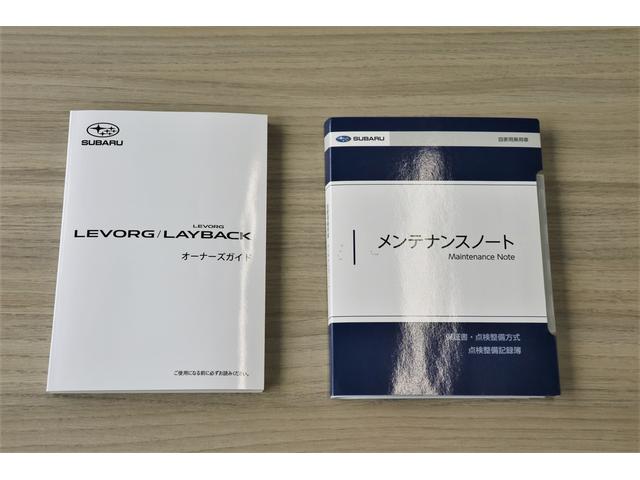 SUBARU
LEVORG
LEVORG/LAYBACK
オーナーズガイド
ご使用になる前に必ずお読みください。
SUBARU
自家用乗用車
メンテナンスノート
Maintenance Note
保証書・点検整備方式
点検整備記録簿